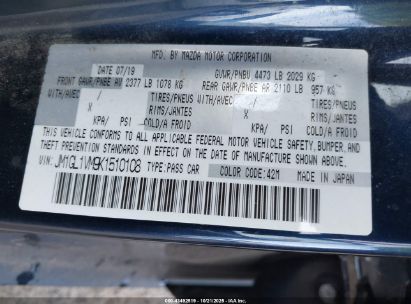 MFG. BY MAZDA MOTOR CORPORATION
DATE 07/19 GVWR/PNBV 4473 LB 2029 KG
FRONT GAWR/PNBE AV 2377 LB 1078 KG REAR GAWR/PNBE AR 2110 LB 957 KG
WITH/AVEC TIRES/PNEUS WITH/AVEC TIRES/PNEUS
X RIMS/JANTES X RIMS/JANTES
KPA/ PSI COLD/A FROID KPA/ PSI COLD/A FROID
THIS VEHICLE CONFORMS TO ALL APPLICABLE FEDERAL MOTOR VEHICLE SAFETY, BUMPER, AND
THEFT PREVENTION STANDARDS IN EFFECT ON THE DATE OF MANUFACTURE SHOWN ABOVE.
VIN: JM1GL1VM9K1510108 TYPE: PASS CAR COLOR CODE: 42M MADE IN JAPAN
00-43492519 - 10/21/2025 - IAA